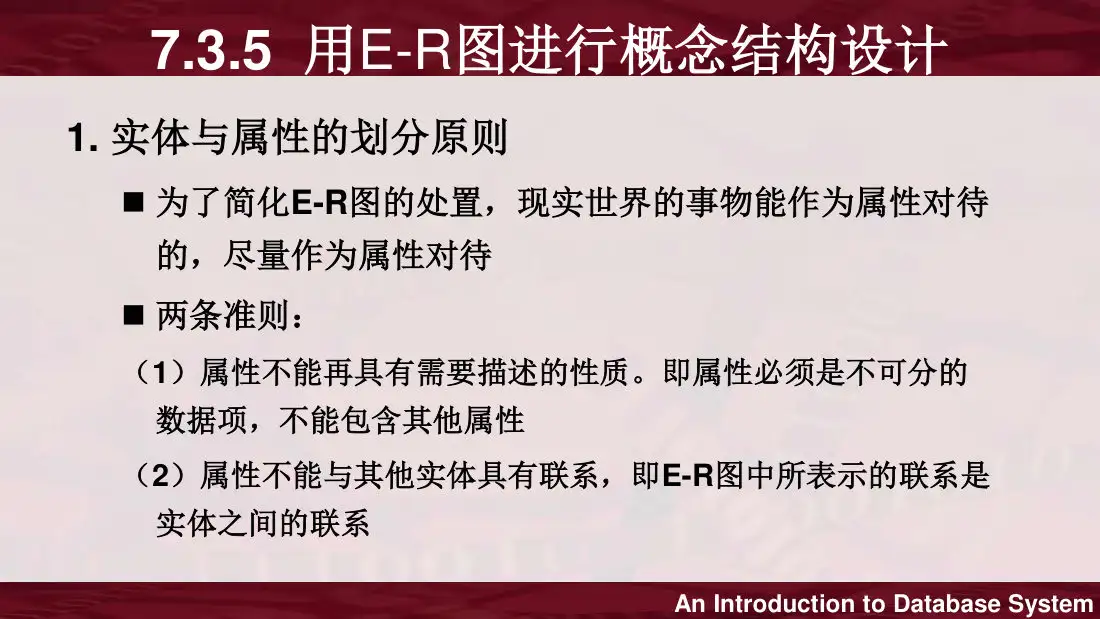 7.3.5 用E-R图进行概念结构设计
1. 实体与属性的划分原则
■ 为了简化E-R图的处置，现实世界的事物能作为属性对待
的，尽量作为属性对待
■ 两条准则：
（1）属性不能再具有需要描述的性质。即属性必须是不可分的
数据项，不能包含其他属性
（2）属性不能与其他实体具有联系，即E-R图中所表示的联系是
实体之间的联系
An Introduction to Database System